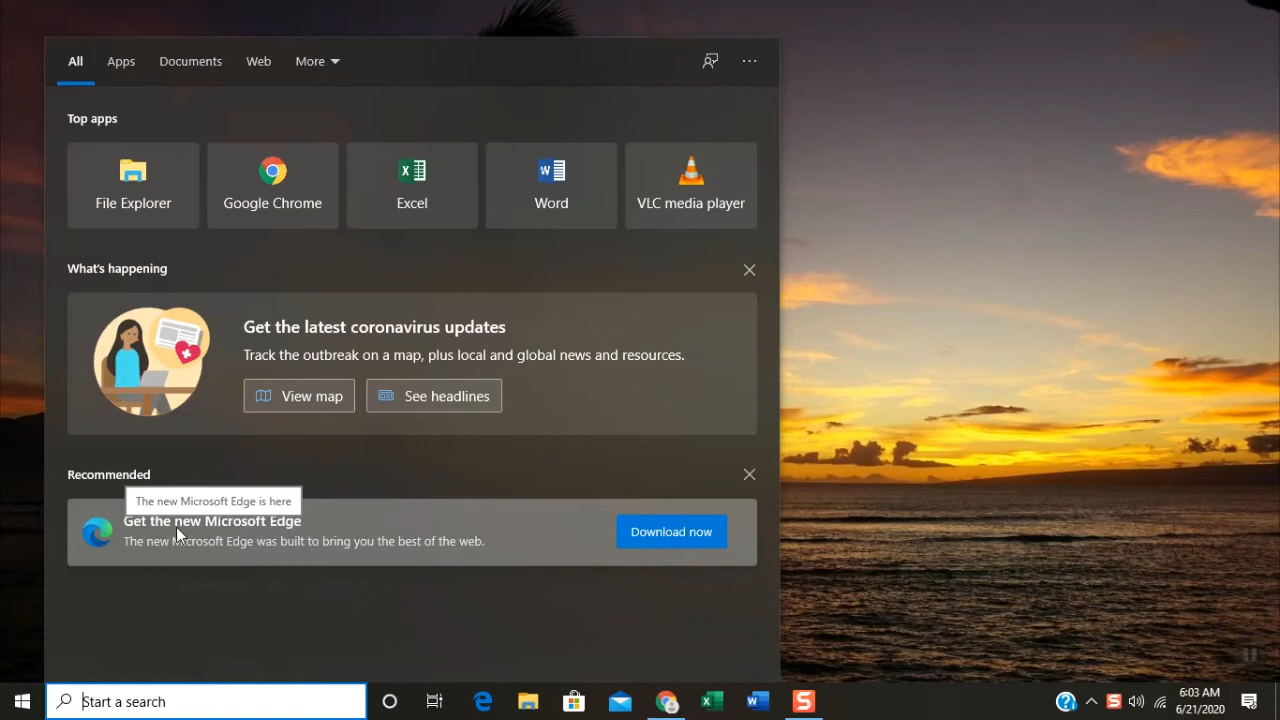 All Apps Documents Web More
Top apps
File Explorer Google Chrome Excel Word VLC media player
What's happening
Get the latest coronavirus updates
Track the outbreak on a map, plus local and global news and resources.
View map See headlines
Recommended
The new Microsoft Edge is here
Get the new Microsoft Edge
The new Microsoft Edge was built to bring you the best of the web.
Download now
Start a search
6:03 AM
6/21/2020